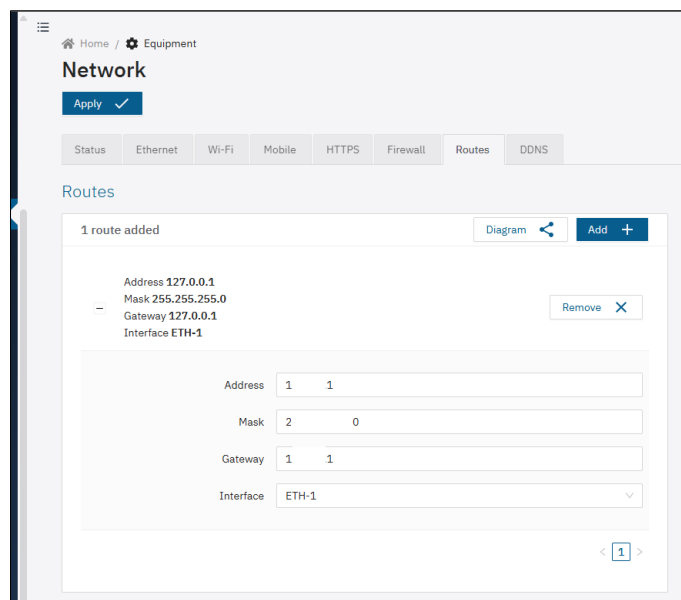 Home / Equipment
Network
Apply
Status Ethernet Wi-Fi Mobile HTTPS Firewall Routes DDNS
Routes
1 route added Diagram Add +
Address 127.0.0.1
Mask 255.255.255.0
Gateway 127.0.0.1
Interface ETH-1
Remove
Address 1 1
Mask 2 0
Gateway 1 1
Interface ETH-1
< 1 >